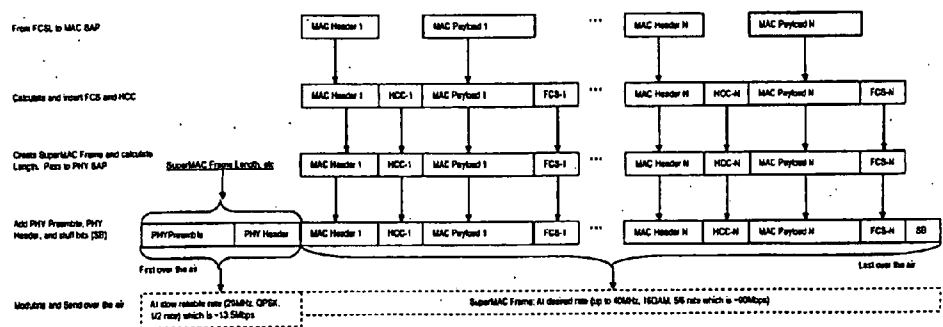 From FCSL to MAC SAP
MAC Header 1
MAC Payload 1
...
MAC Header N
MAC Payload N
Calculate and insert FCS and HCC
MAC Header 1
HCC-1
MAC Payload 1
FCS-1
...
MAC Header N
HCC-N
MAC Payload N
FCS-N
Create SuperMAC Frame and calculate
Length. Pass to PHY SAP
SuperMAC Frame Length, etc
MAC Header 1
HCC-1
MAC Payload 1
FCS-1
...
MAC Header N
HCC-N
MAC Payload N
FCS-N
Add PHY Preamble, PHY
Header, and stuff bits [SB]
PHYPreamble
PHY Header
MAC Header 1
HCC-1
MAC Payload 1
FCS-1
...
MAC Header N
HCC-N
MAC Payload N
FCS-N
SB
First over the air
Last over the air
Modulate and Send over the air
At slow reliable rate (20MHz, QPSK,
1/2 rate) which is ~13.5Mbps
SuperMAC Frame: At desired rate (up to 40MHz, 16QAM, 5/6 rate which is ~90Mbps)